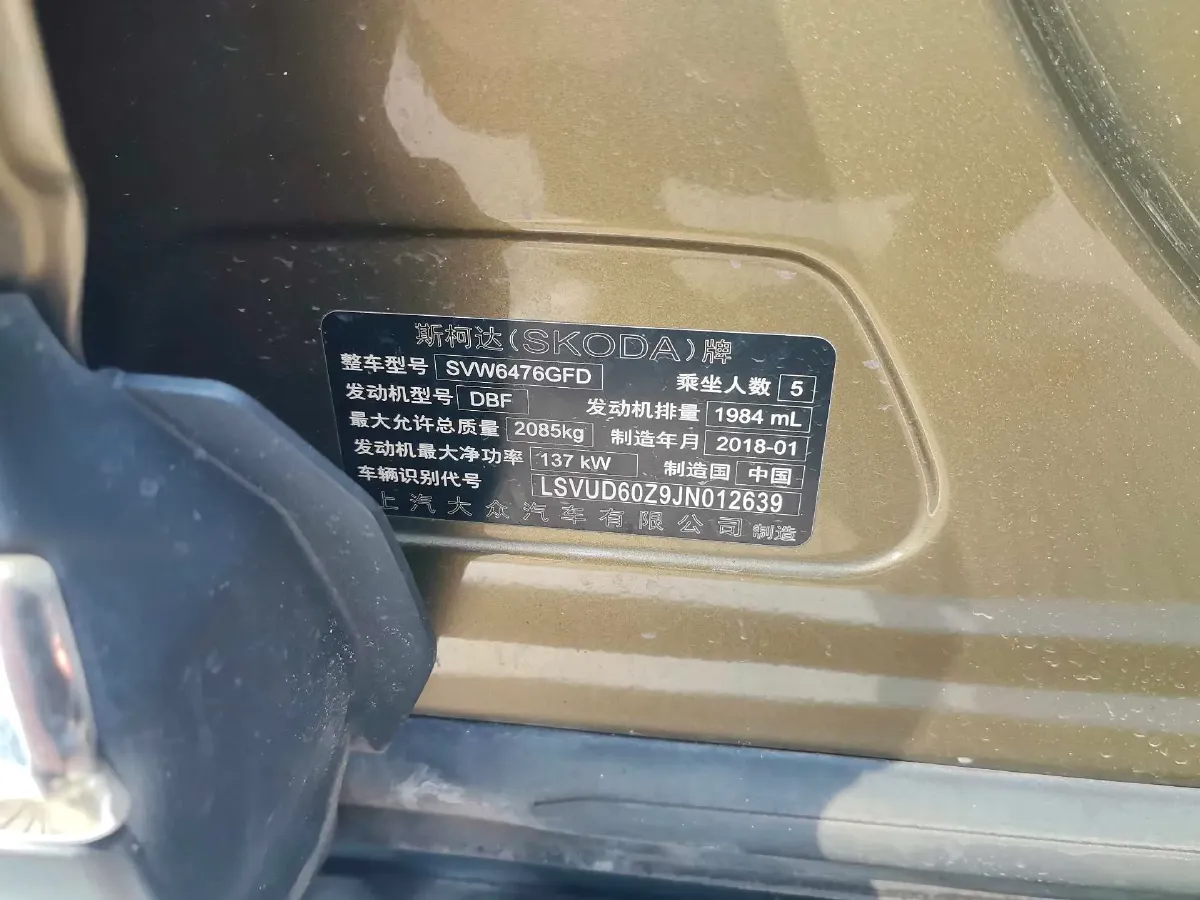 斯柯达(SKODA)牌
整车型号 SVW6476GFD 乘坐人数 5
发动机型号 DBF 发动机排量 1984 mL
最大允许总质量 2085kg 制造年月 2018-01
发动机最大净功率 137 kW 制造国 中国
车辆识别代号 LSVUD60Z9JN012639
上汽大众汽车有限公司 制造